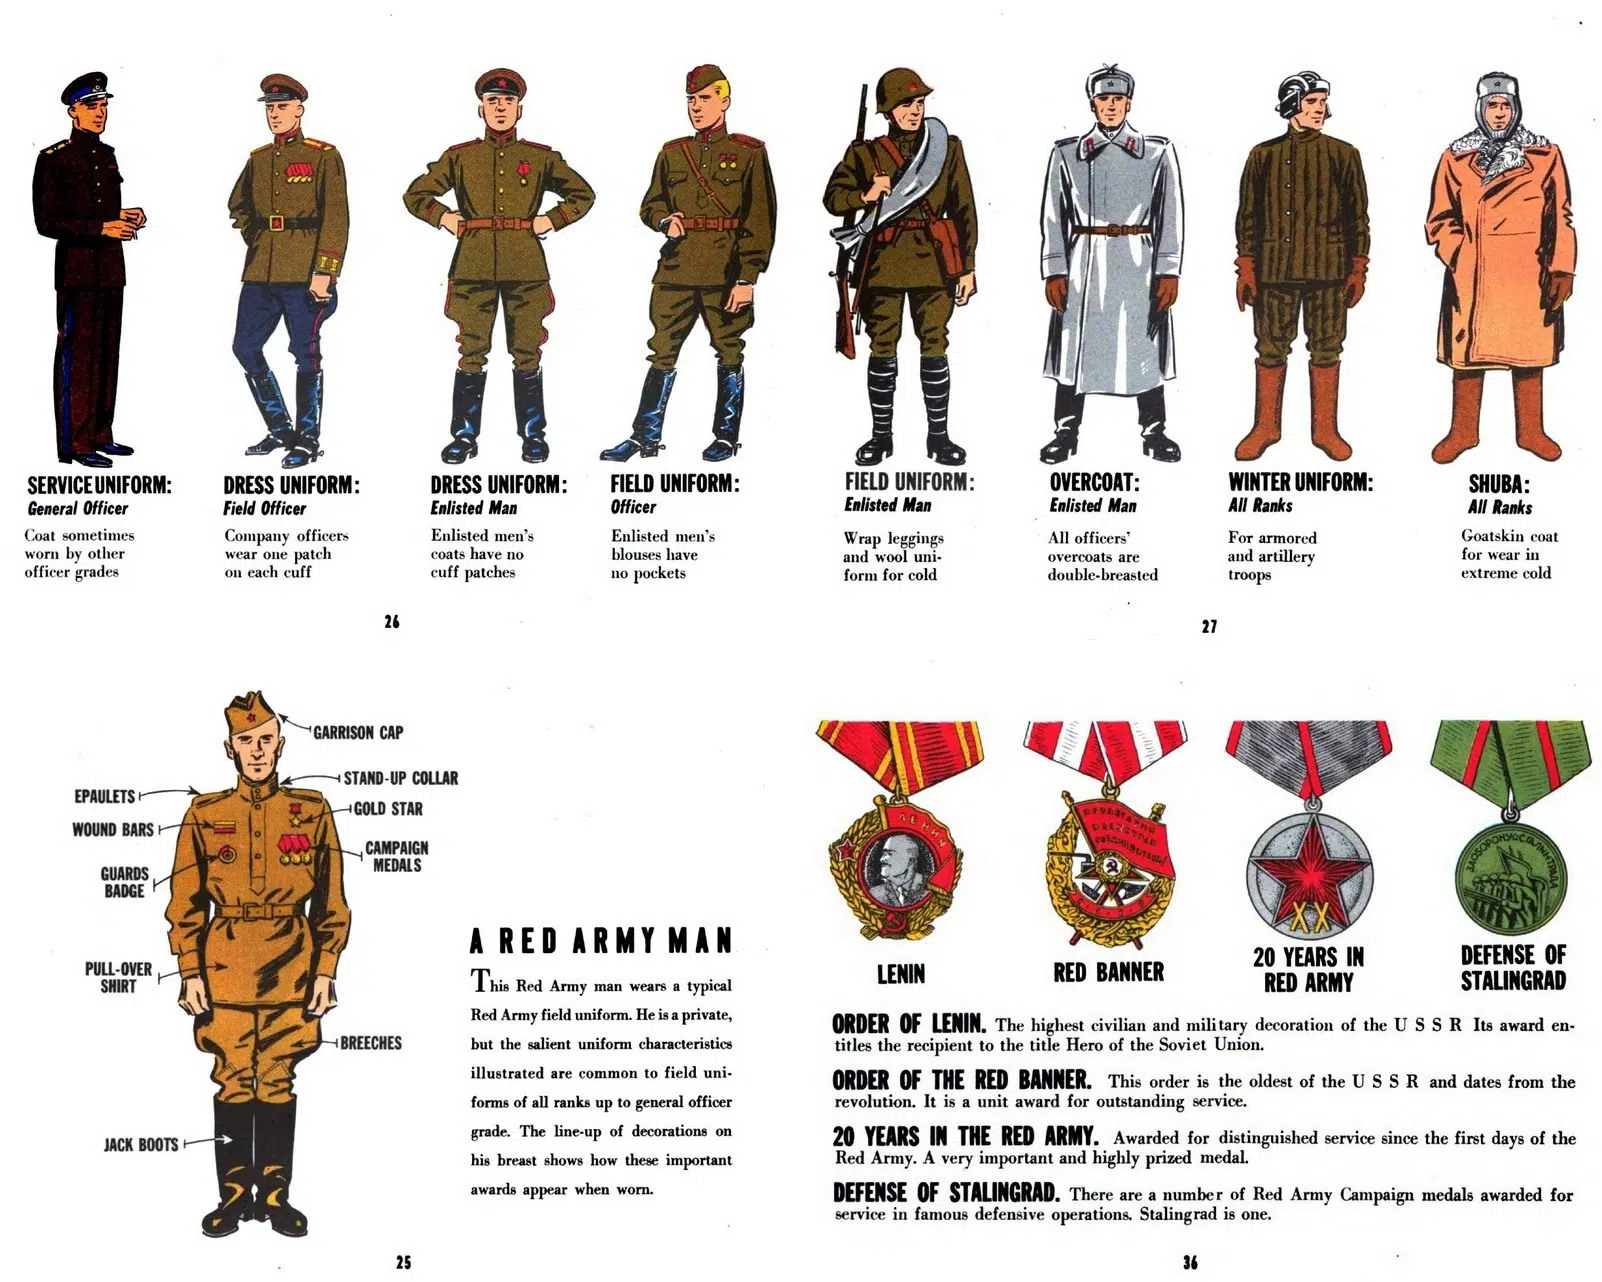 SERVICE UNIFORM:
General Officer
Coat sometimes
worn by other
officer grades
DRESS UNIFORM:
Field Officer
Company officers
wear one patch
on each cuff
DRESS UNIFORM:
Enlisted Man
Enlisted men's
coats have no
cuff patches
FIELD UNIFORM:
Officer
Enlisted men's
blouses have
no pockets
26
FIELD UNIFORM:
Enlisted Man
Wrap leggings
and wool uni-
form for cold
OVERCOAT:
Enlisted Man
All officers'
overcoats are
double-breasted
WINTER UNIFORM:
All Ranks
For armored
and artillery
troops
SHUBA:
All Ranks
Goatskin coat
for wear in
extreme cold
27
GARRISON CAP
STAND-UP COLLAR
EPAULETS
GOLD STAR
WOUND BARS
CAMPAIGN
MEDALS
GUARDS
BADGE
PULL-OVER
SHIRT
BREECHES
JACK BOOTS
A RED ARMY MAN
This Red Army man wears a typical
Red Army field uniform. He is a private,
but the salient uniform characteristics
illustrated are common to field uni-
forms of all ranks up to general officer
grade. The line-up of decorations on
his breast shows how these important
awards appear when worn.
25
ЛЕНИН
XX
LENIN
RED BANNER
20 YEARS IN
RED ARMY
DEFENSE OF
STALINGRAD
ORDER OF LENIN. The highest civilian and military decoration of the U S S R Its award en-
titles the recipient to the title Hero of the Soviet Union.
ORDER OF THE RED BANNER. This order is the oldest of the U S S R and dates from the
revolution. It is a unit award for outstanding service.
20 YEARS IN THE RED ARMY. Awarded for distinguished service since the first days of the
Red Army. A very important and highly prized medal.
DEFENSE OF STALINGRAD. There are a number of Red Army Campaign medals awarded for
service in famous defensive operations. Stalingrad is one.
36